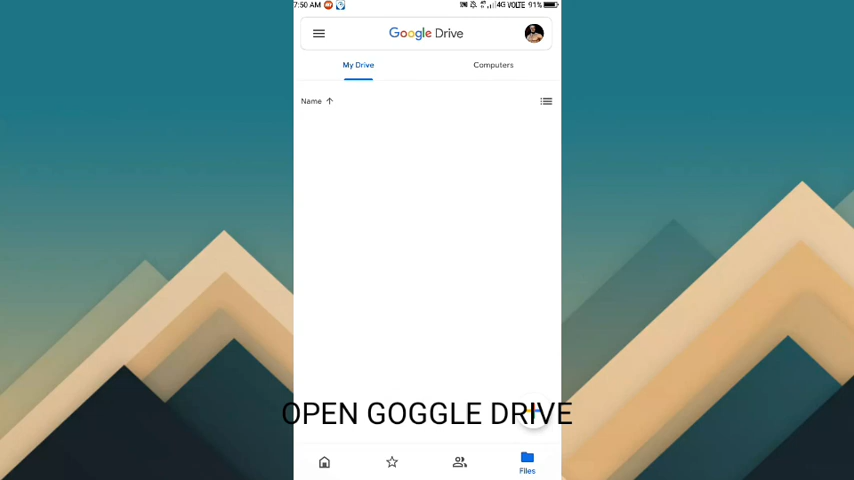 7:50 AM 4G VOLTE 91%
Google Drive
My Drive Computers
Name
OPEN GOGGLE DRIVE
Files